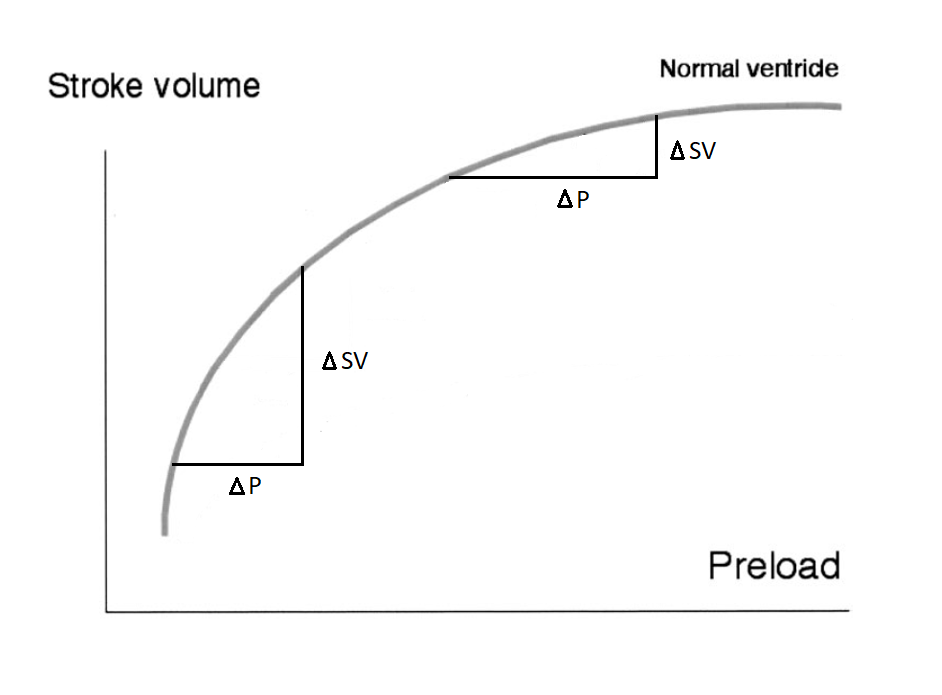 Normal ventricle
Stroke volume
Δ SV
Δ P
Δ SV
Δ P
Preload